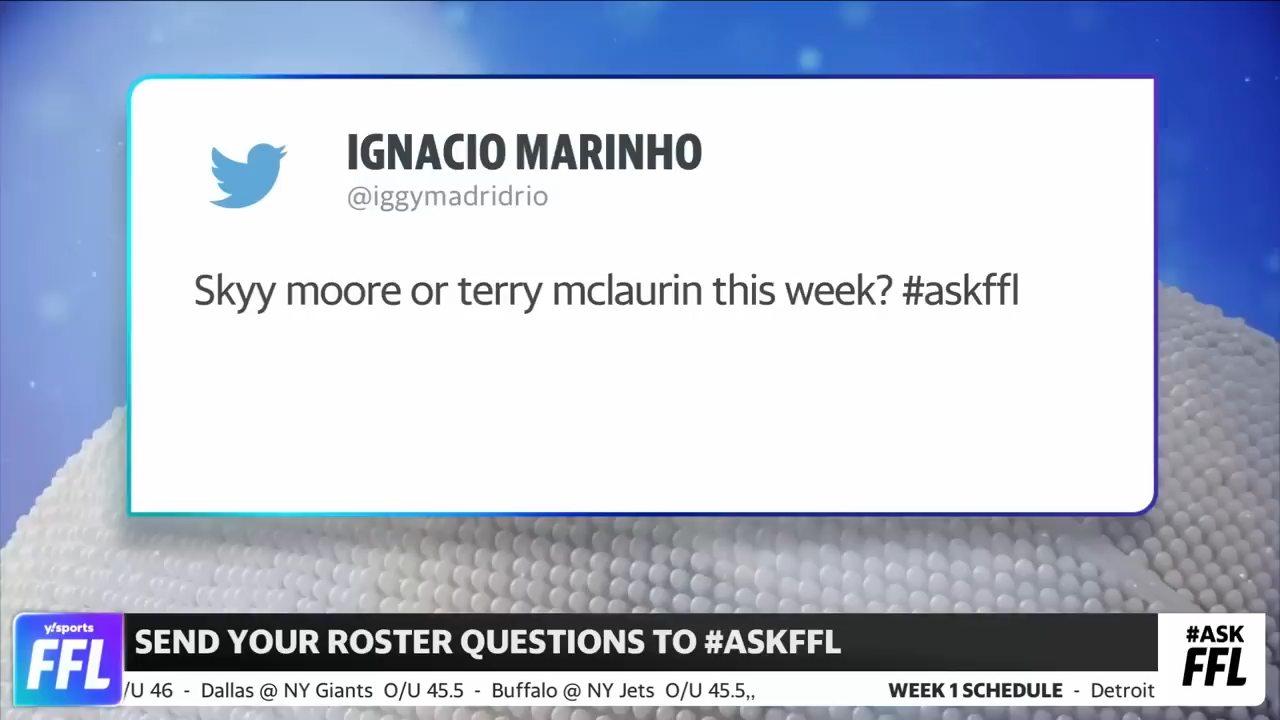 IGNACIO MARINHO
@iggymadridrio
Skyy moore or terry mclaurin this week? #askffl
y!sports
FFL
SEND YOUR ROSTER QUESTIONS TO #ASKFFL
#ASK
FFL
/U 46 - Dallas @ NY Giants O/U 45.5 - Buffalo @ NY Jets O/U 45.5,, WEEK 1 SCHEDULE - Detroit